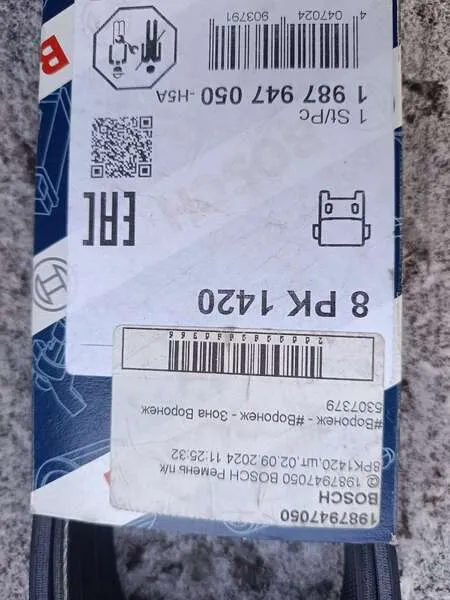 1987947050
BOSCH
@ 1987947050 BOSCH Ремень п/к
8PK1420,шт,02.09.2024 11:25:32
#Воронеж - #Воронеж - Зона Воронеж
5307379
8 PK 1420
EAC
1 St/Pc
1 987 947 050 -H5A
4 047024 903791
B